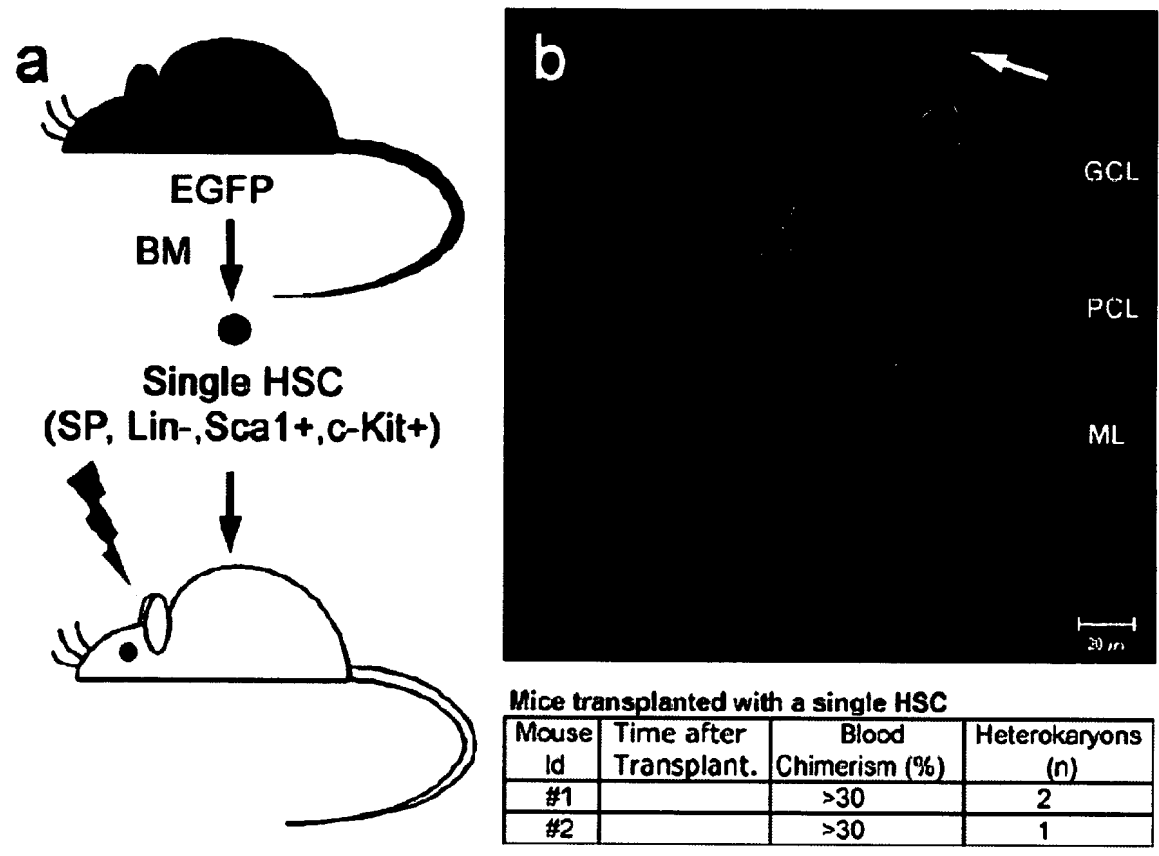 a
EGFP
BM
Single HSC
(SP, Lin-,Sca1+,c-Kit+)
b
GCL
PCL
ML
20
Mice transplanted with a single HSC
Mouse Id Time after Transplant. Blood Chimerism (%) Heterokaryons (n)
#1 >30 2
#2 >30 1